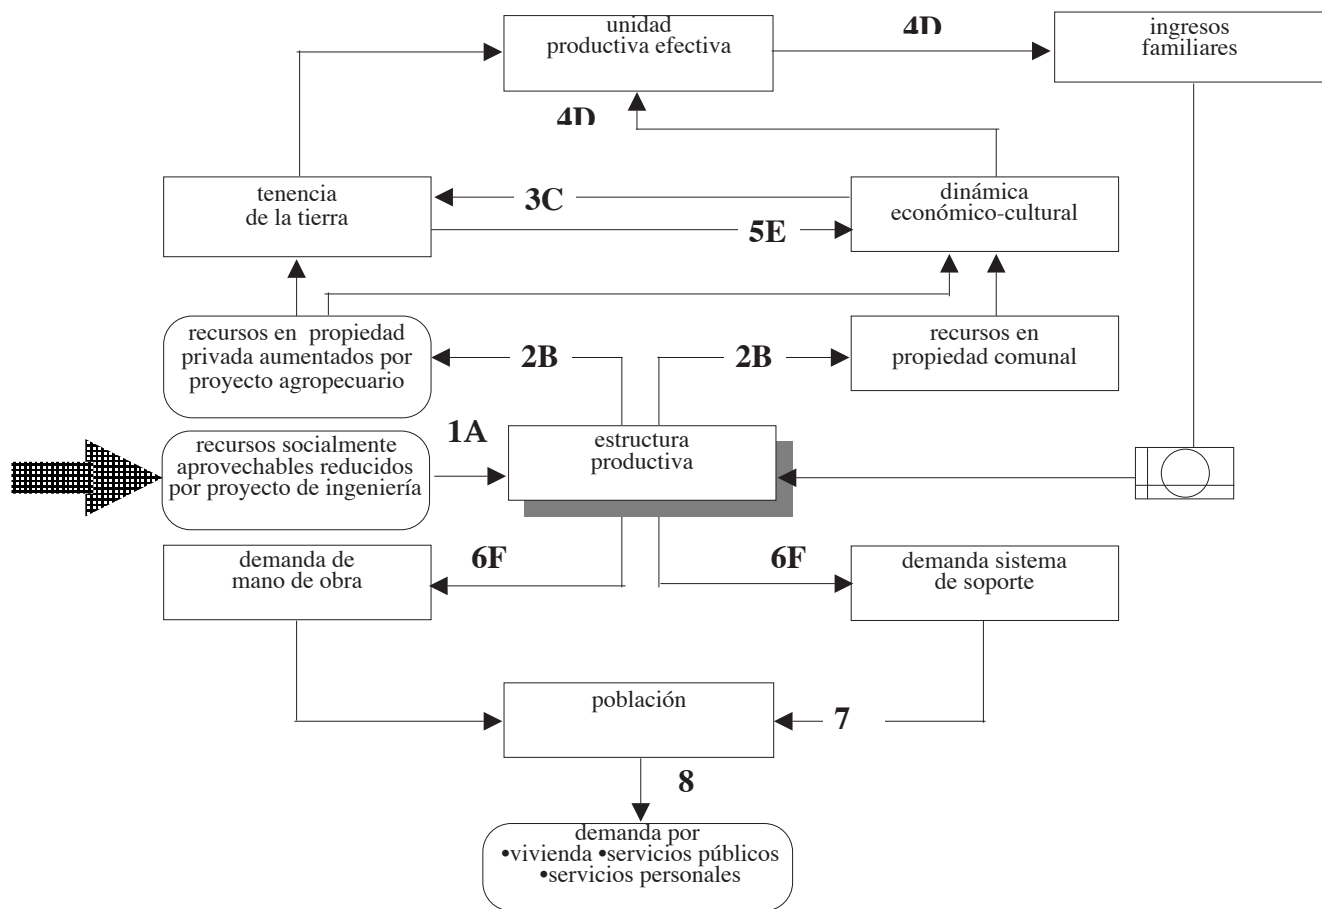 unidad
productiva efectiva
4D
ingresos
familiares
4D
tenencia
de la tierra
3C
5E
dinámica
económico-cultural
recursos en propiedad
privada aumentados por
proyecto agropecuario
2B
2B
recursos en
propiedad comunal
recursos socialmente
aprovechables reducidos
por proyecto de ingeniería
1A
estructura
productiva
demanda de
mano de obra
6F
6F
demanda sistema
de soporte
población
7
8
demanda por
•vivienda •servicios públicos
•servicios personales